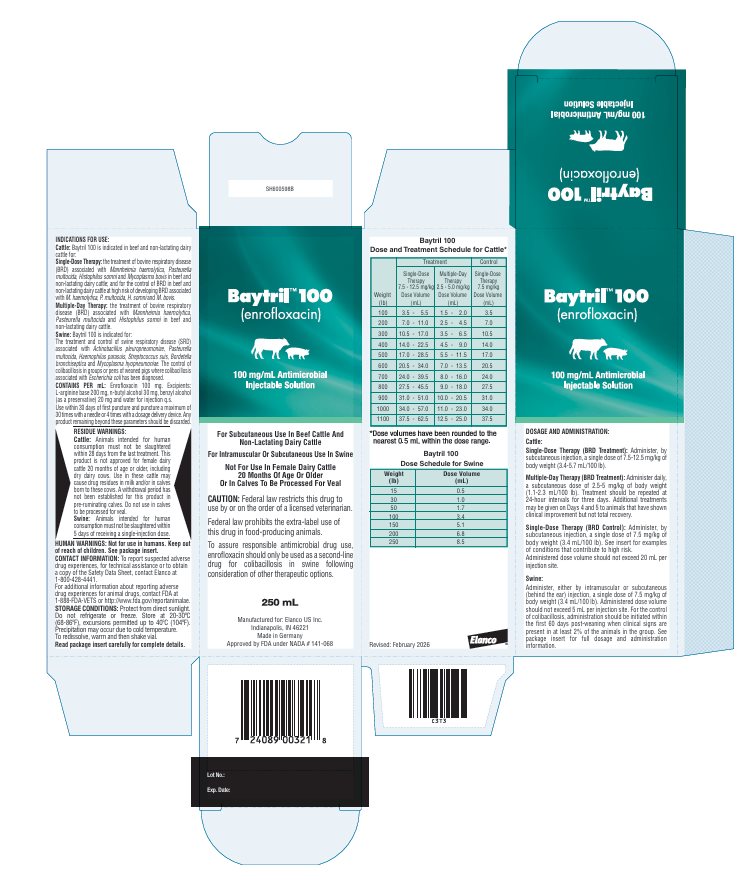 SH600598B
INDICATIONS FOR USE:
Cattle: Baytril 100 is indicated in beef and non-lactating dairy
cattle for:
Single-Dose Therapy: the treatment of bovine respiratory disease
(BRD) associated with Mannheimia haemolytica, Pasteurella
multocida, Histophilus somni and Mycoplasma bovis in beef and
non-lactating dairy cattle; and for the control of BRD in beef and
non-lactating dairy cattle at high risk of developing BRD associated
with M. haemolytica, P. multocida, H. somni and M. bovis.
Multiple-Day Therapy: the treatment of bovine respiratory
disease (BRD) associated with Mannheimia haemolytica,
Pasteurella multocida and Histophilus somni in beef and
non-lactating dairy cattle.
Swine: Baytril 100 is indicated for:
The treatment and control of swine respiratory disease (SRD)
associated with Actinobacillus pleuropneumoniae, Pasteurella
multocida, Haemophilus parasuis, Streptococcus suis, Bordetella
bronchiseptica and Mycoplasma hyopneumoniae. The control of
colibacillosis in groups or pens of weaned pigs where colibacillosis
associated with Escherichia coli has been diagnosed.
CONTAINS PER mL: Enrofloxacin 100 mg. Excipients:
L-arginine base 200 mg, n-butyl alcohol 30 mg, benzyl alcohol
(as a preservative) 20 mg and water for injection q.s.
Use within 30 days of first puncture and puncture a maximum of
30 times with a needle or 4 times with a dosage delivery device. Any
product remaining beyond these parameters should be discarded.
RESIDUE WARNINGS:
Cattle: Animals intended for human
consumption must not be slaughtered
within 28 days from the last treatment. This
product is not approved for female dairy
cattle 20 months of age or older, including
dry dairy cows. Use in these cattle may
cause drug residues in milk and/or in calves
born to these cows. A withdrawal period has
not been established for this product in
pre-ruminating calves. Do not use in calves
to be processed for veal.
Swine: Animals intended for human
consumption must not be slaughtered within
5 days of receiving a single-injection dose.
HUMAN WARNINGS: Not for use in humans. Keep out
of reach of children. See package insert.
CONTACT INFORMATION: To report suspected adverse
drug experiences, for technical assistance or to obtain
a copy of the Safety Data Sheet, contact Elanco at
1-800-428-4441.
For additional information about reporting adverse
drug experiences for animal drugs, contact FDA at
1-888-FDA-VETS or http://www.fda.gov/reportanimalae.
STORAGE CONDITIONS: Protect from direct sunlight.
Do not refrigerate or freeze. Store at 20-30°C
(68-86°F), excursions permitted up to 40°C (104°F).
Precipitation may occur due to cold temperature.
To redissolve, warm and then shake vial.
Read package insert carefully for complete details.
Baytril™ 100
(enrofloxacin)
100 mg/mL Antimicrobial
Injectable Solution
For Subcutaneous Use In Beef Cattle And
Non-Lactating Dairy Cattle
For Intramuscular Or Subcutaneous Use In Swine
Not For Use In Female Dairy Cattle
20 Months Of Age Or Older
Or In Calves To Be Processed For Veal
CAUTION: Federal law restricts this drug to
use by or on the order of a licensed veterinarian.
Federal law prohibits the extra-label use of
this drug in food-producing animals.
To assure responsible antimicrobial drug use,
enrofloxacin should only be used as a second-line
drug for colibacillosis in swine following
consideration of other therapeutic options.
250 mL
Manufactured for: Elanco US Inc.
Indianapolis, IN 46221
Made in Germany
Approved by FDA under NADA # 141-068
7 24089 00321 8
Lot No.:
Exp. Date:
Baytril 100
Dose and Treatment Schedule for Cattle*
Treatment Control
Weight (lb) Single-Dose Therapy 7.5 - 12.5 mg/kg Dose Volume (mL) Multiple-Day Therapy 2.5 - 5.0 mg/kg Dose Volume (mL) Single-Dose Therapy 7.5 mg/kg Dose Volume (mL)
100 3.5 - 5.5 1.5 - 2.0 3.5
200 7.0 - 11.0 2.5 - 4.5 7.0
300 10.5 - 17.0 3.5 - 6.5 10.5
400 14.0 - 22.5 4.5 - 9.0 14.0
500 17.0 - 28.5 5.5 - 11.5 17.0
600 20.5 - 34.0 7.0 - 13.5 20.5
700 24.0 - 39.5 8.0 - 16.0 24.0
800 27.5 - 45.5 9.0 - 18.0 27.5
900 31.0 - 51.0 10.0 - 20.5 31.0
1000 34.0 - 57.0 11.0 - 23.0 34.0
1100 37.5 - 62.5 12.5 - 25.0 37.5
*Dose volumes have been rounded to the
nearest 0.5 mL within the dose range.
Baytril 100
Dose Schedule for Swine
Weight (lb) Dose Volume (mL)
15 0.5
30 1.0
50 1.7
100 3.4
150 5.1
200 6.8
250 8.5
Revised: February 2026
Elanco
C3T3
Baytril™ 100
(enrofloxacin)
100 mg/mL Antimicrobial
Injectable Solution
Baytril™ 100
(enrofloxacin)
100 mg/mL Antimicrobial
Injectable Solution
DOSAGE AND ADMINISTRATION:
Cattle:
Single-Dose Therapy (BRD Treatment): Administer, by
subcutaneous injection, a single dose of 7.5-12.5 mg/kg of
body weight (3.4-5.7 mL/100 lb).
Multiple-Day Therapy (BRD Treatment): Administer daily,
a subcutaneous dose of 2.5-5 mg/kg of body weight
(1.1-2.3 mL/100 lb). Treatment should be repeated at
24-hour intervals for three days. Additional treatments
may be given on Days 4 and 5 to animals that have shown
clinical improvement but not total recovery.
Single-Dose Therapy (BRD Control): Administer, by
subcutaneous injection, a single dose of 7.5 mg/kg of
body weight (3.4 mL/100 lb). See insert for examples
of conditions that contribute to high risk.
Administered dose volume should not exceed 20 mL per
injection site.
Swine:
Administer, either by intramuscular or subcutaneous
(behind the ear) injection, a single dose of 7.5 mg/kg of
body weight (3.4 mL/100 lb). Administered dose volume
should not exceed 5 mL per injection site. For the control
of colibacillosis, administration should be initiated within
the first 60 days post-weaning when clinical signs are
present in at least 2% of the animals in the group. See
package insert for full dosage and administration
information.